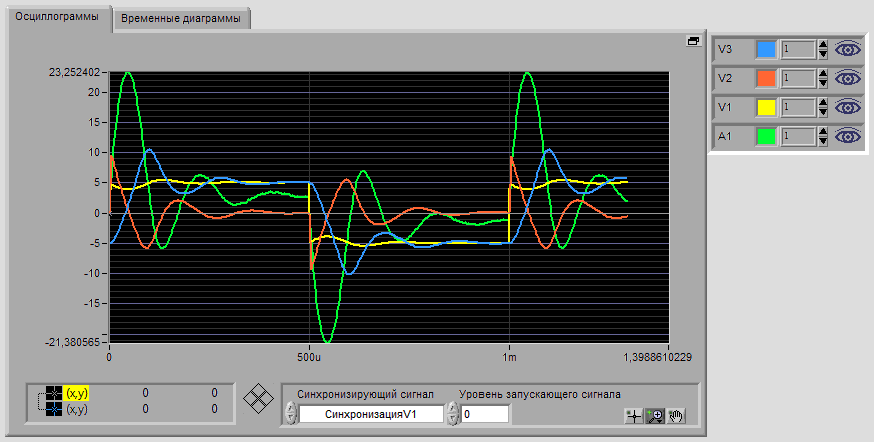 Осциллограммы Временные диаграммы
V3 1
V2 1
V1 1
A1 1
23,252402
20
15
10
5
0
-5
-10
-15
-21,380565
0 500u 1m 1,3988610229
(x,y) 0 0
(x,y) 0 0
Синхронизирующий сигнал Уровень запускающего сигнала
СинхронизацияV1 0